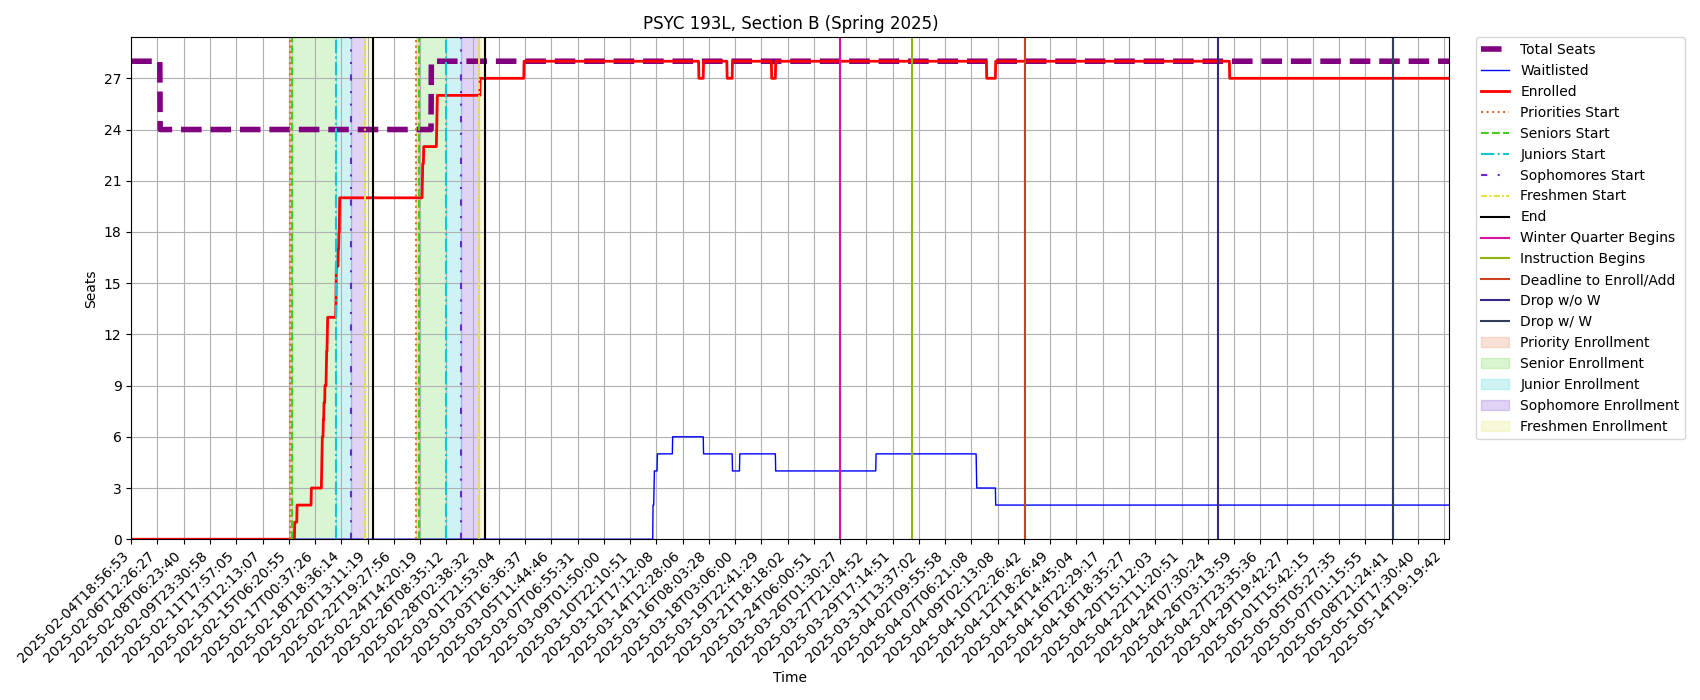 PSYC 193L, Section B (Spring 2025)
Seats
27
24
21
18
15
12
9
6
3
0
2025-02-04T18:56:53
2025-02-06T12:26:27
2025-02-08T06:23:40
2025-02-09T23:30:58
2025-02-11T17:57:05
2025-02-13T12:13:07
2025-02-15T06:20:55
2025-02-17T00:37:26
2025-02-18T18:36:14
2025-02-20T13:11:19
2025-02-22T19:27:56
2025-02-24T14:20:19
2025-02-26T08:35:12
2025-02-28T02:38:32
2025-03-01T21:53:04
2025-03-03T16:36:37
2025-03-05T11:44:46
2025-03-07T06:55:31
2025-03-09T01:50:00
2025-03-10T22:10:51
2025-03-12T17:12:08
2025-03-14T12:28:06
2025-03-16T08:03:28
2025-03-18T03:06:00
2025-03-19T22:41:29
2025-03-21T18:18:02
2025-03-24T06:00:51
2025-03-26T01:30:27
2025-03-27T21:04:52
2025-03-29T17:14:51
2025-03-31T13:37:02
2025-04-02T09:55:58
2025-04-07T06:21:08
2025-04-09T02:13:08
2025-04-10T22:26:42
2025-04-12T18:26:49
2025-04-14T14:45:04
2025-04-16T22:29:17
2025-04-18T18:35:27
2025-04-20T15:12:03
2025-04-22T11:20:51
2025-04-24T07:30:24
2025-04-26T03:13:59
2025-04-27T23:35:36
2025-04-29T19:42:27
2025-05-01T15:42:15
2025-05-05T05:27:35
2025-05-07T01:15:55
2025-05-08T21:24:41
2025-05-10T17:30:40
2025-05-14T19:19:42
Time
Total Seats
Waitlisted
Enrolled
Priorities Start
Seniors Start
Juniors Start
Sophomores Start
Freshmen Start
End
Winter Quarter Begins
Instruction Begins
Deadline to Enroll/Add
Drop w/o W
Drop w/ W
Priority Enrollment
Senior Enrollment
Junior Enrollment
Sophomore Enrollment
Freshmen Enrollment